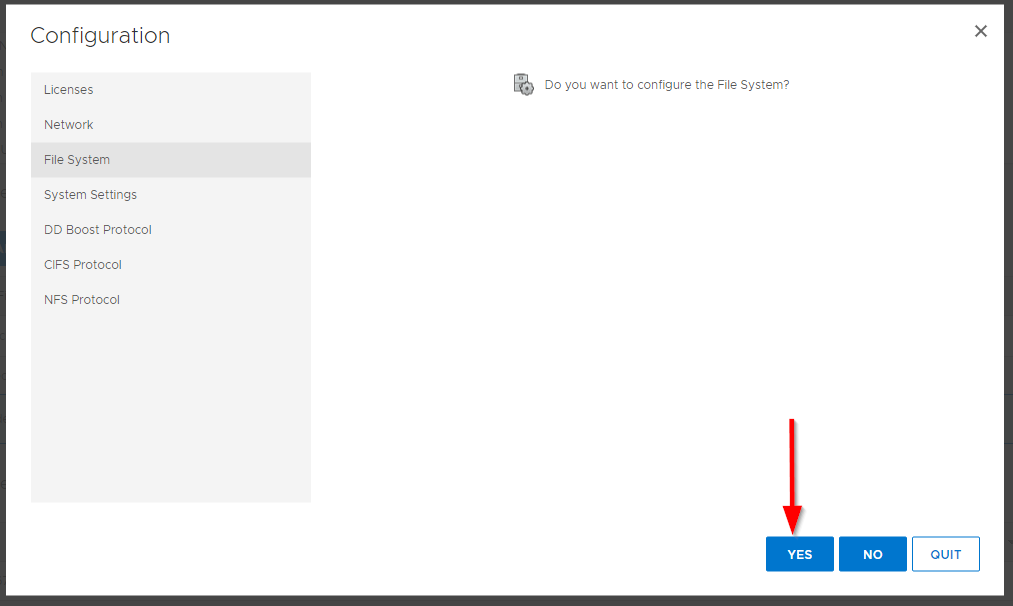 Configuration
Licenses
Network
File System
System Settings
DD Boost Protocol
CIFS Protocol
NFS Protocol
Do you want to configure the File System?
YES
NO
QUIT